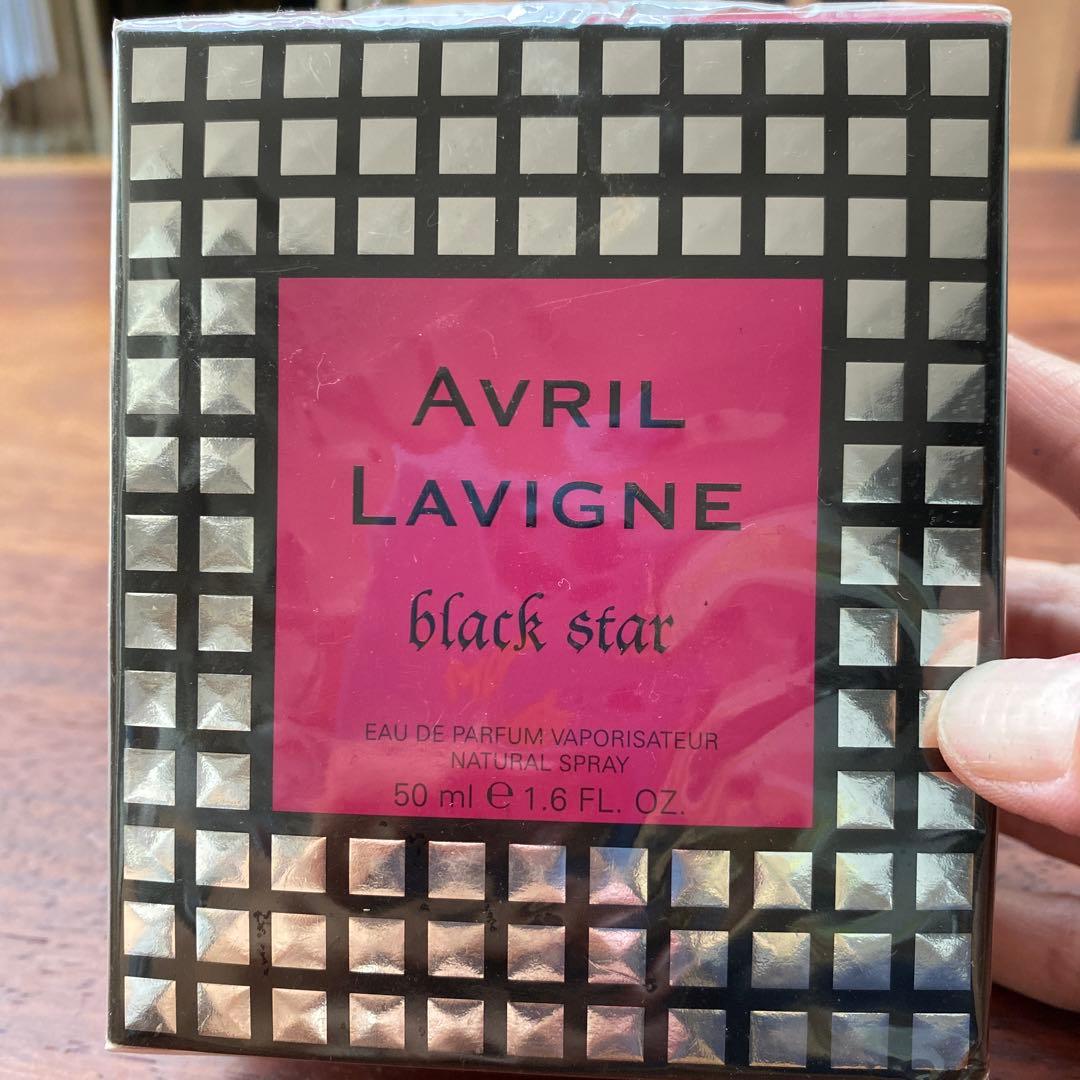 AVRIL
LAVIGNE
black star
EAU DE PARFUM VAPORISATEUR
NATURAL SPRAY
50 ml ℮ 1.6 FL. OZ.